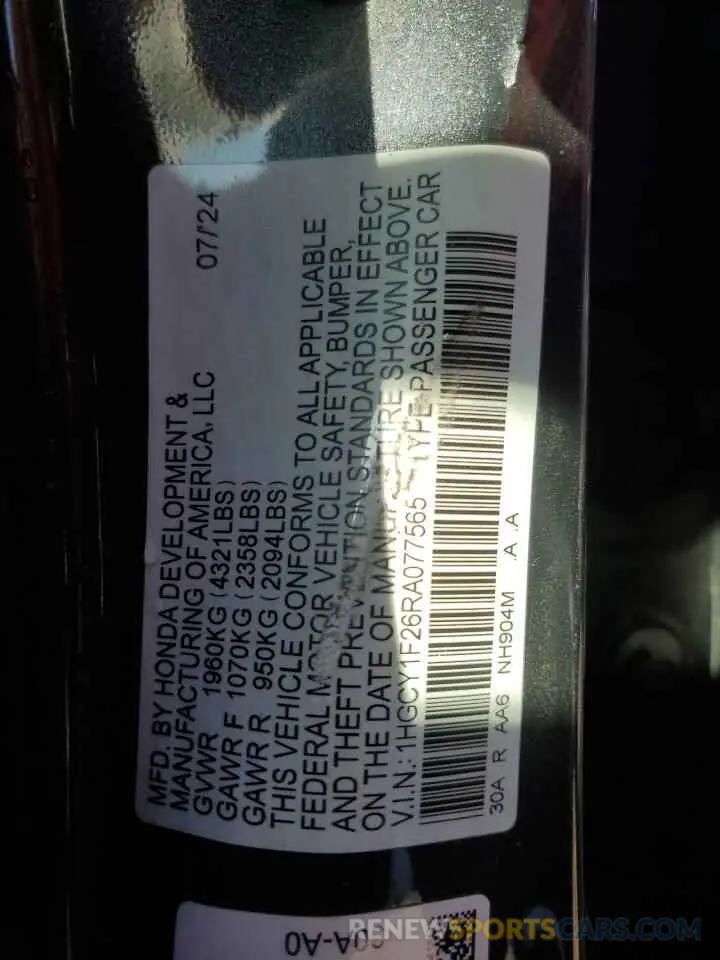 MFD. BY HONDA DEVELOPMENT &
MANUFACTURING OF AMERICA, LLC 07/24
GVWR 1960KG (4321LBS)
GAWR F 1070KG (2358LBS)
GAWR R 950KG (2094LBS)
THIS VEHICLE CONFORMS TO ALL APPLICABLE
FEDERAL MOTOR VEHICLE SAFETY, BUMPER,
AND THEFT PREVENTION STANDARDS IN EFFECT
ON THE DATE OF MANUFACTURE SHOWN ABOVE.
V.I.N.: 1HGCY1F26RA077565 TYPE: PASSENGER CAR
30A R AA6 NH904M .A .A
0A-A0
RENEWSPORTSCARS.COM